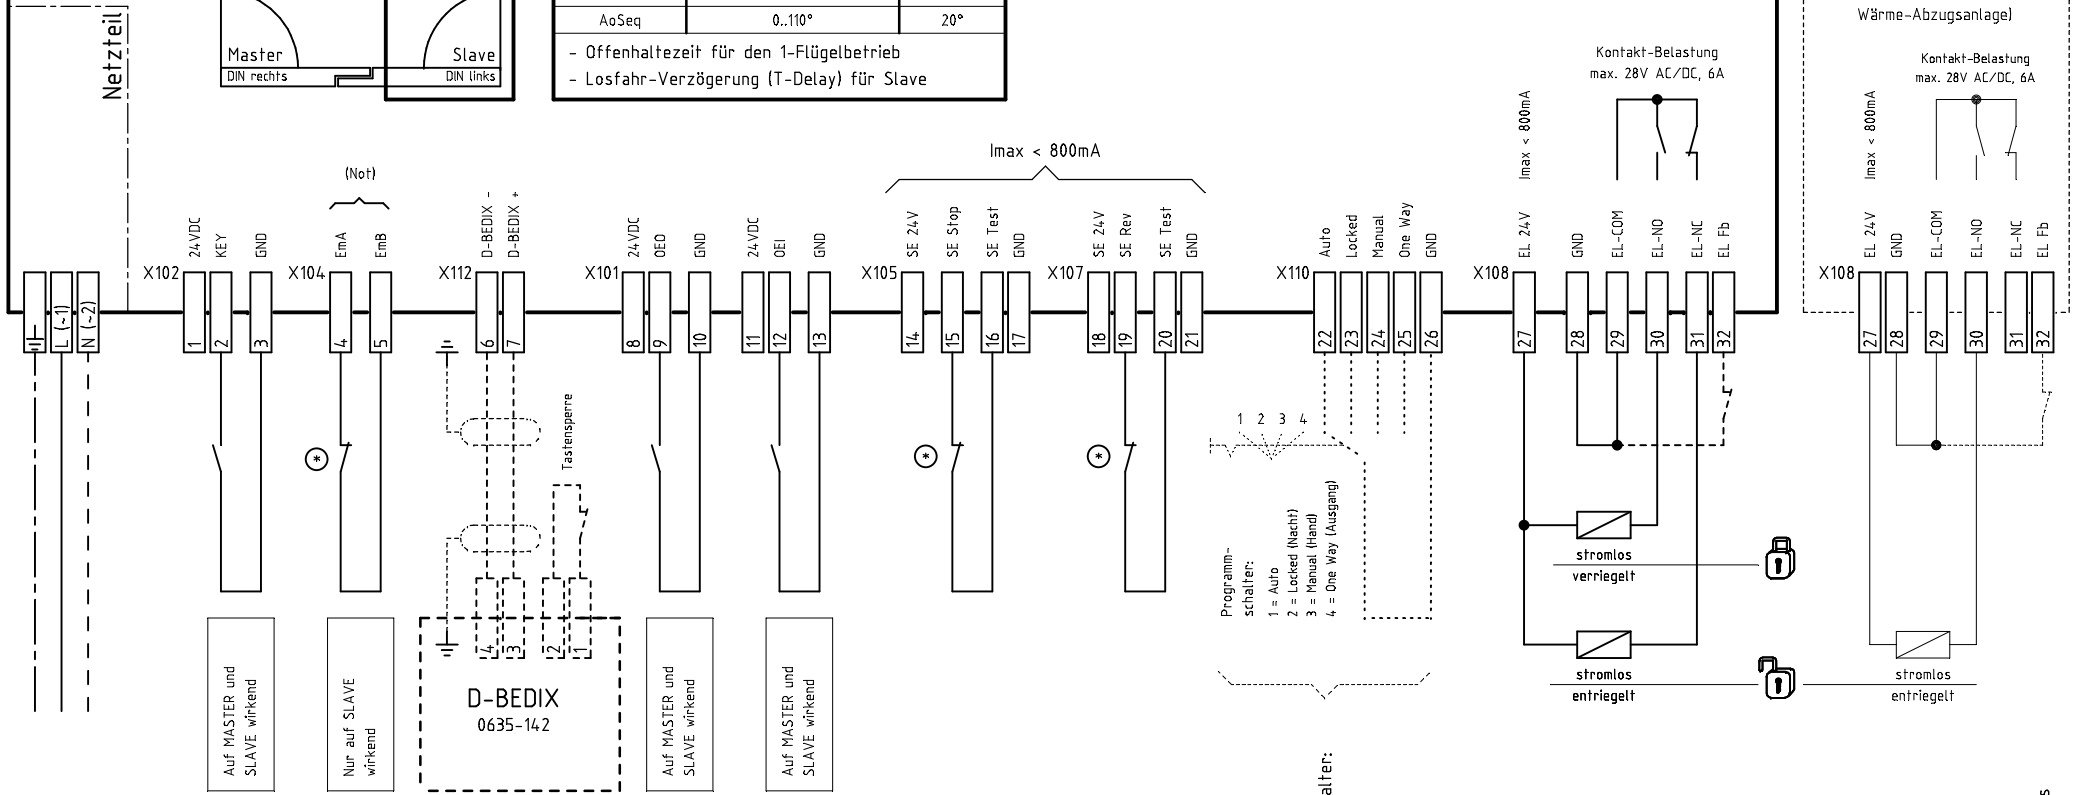 Netzteil
Master
Slave
DIN rechts
DIN links
AoSeq 0..110° 20°
- Offenhaltezeit für den 1-Flügelbetrieb
- Losfahr-Verzögerung (T-Delay) für Slave
Wärme-Abzugsanlage)
Kontakt-Belastung
max. 28V AC/DC, 6A
Kontakt-Belastung
max. 28V AC/DC, 6A
Imax < 800mA
Imax < 800mA
Imax < 800mA
(Not)
24VDC
KEY
GND
EmA
EmB
D-BEDIX -
D-BEDIX +
24VDC
OEO
GND
24VDC
OEI
GND
SE 24V
SE Stop
SE Test
GND
SE 24V
SE Rev
SE Test
GND
Auto
Locked
Manual
One Way
GND
EL 24V
GND
EL-COM
EL-NO
EL-NC
EL Fb
EL 24V
GND
EL-COM
EL-NO
EL-NC
EL Fb
X102
X104
X112
X101
X105
X107
X110
X108
X108
L (~1)
N (~2)
1
2
3
4
5
6
7
8
9
10
11
12
13
14
15
16
17
18
19
20
21
22
23
24
25
26
27
28
29
30
31
32
27
28
29
30
31
32
Tastensperre
*
*
*
1 2 3 4
Programm-
schalter:
1 = Auto
2 = Locked (Nacht)
3 = Manual (Hand)
4 = One Way (Ausgang)
stromlos
verriegelt
stromlos
entriegelt
stromlos
entriegelt
4
3
2
1
D-BEDIX
0635-142
Auf MASTER und
SLAVE wirkend
Nur auf SLAVE
wirkend
Auf MASTER und
SLAVE wirkend
Auf MASTER und
SLAVE wirkend
alter:
s